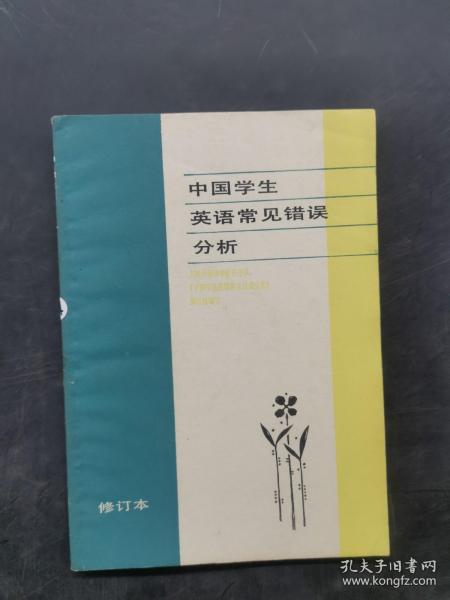 中国学生
英语常见错误
分析
修订本
孔夫子旧书网
www.kongfz.com